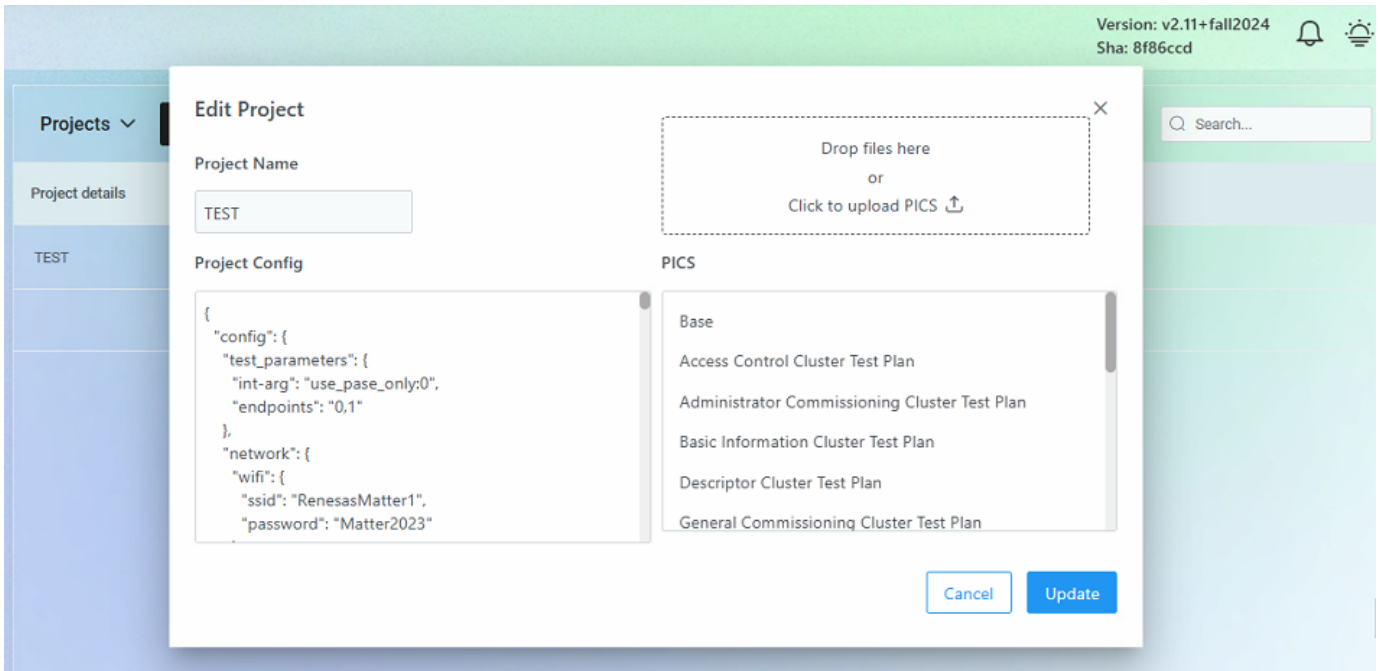 Version: v2.11+fall2024
Sha: 8f86ccd
Projects
Search...
Project details
TEST
Edit Project
Project Name
TEST
Drop files here
or
Click to upload PICS
Project Config
{
"config": {
"test_parameters": {
"int-arg": "use_pase_only:0",
"endpoints": "0,1"
},
"network": {
"wifi": {
"ssid": "RenesasMatter1",
"password": "Matter2023"
PICS
Base
Access Control Cluster Test Plan
Administrator Commissioning Cluster Test Plan
Basic Information Cluster Test Plan
Descriptor Cluster Test Plan
General Commissioning Cluster Test Plan
Cancel
Update